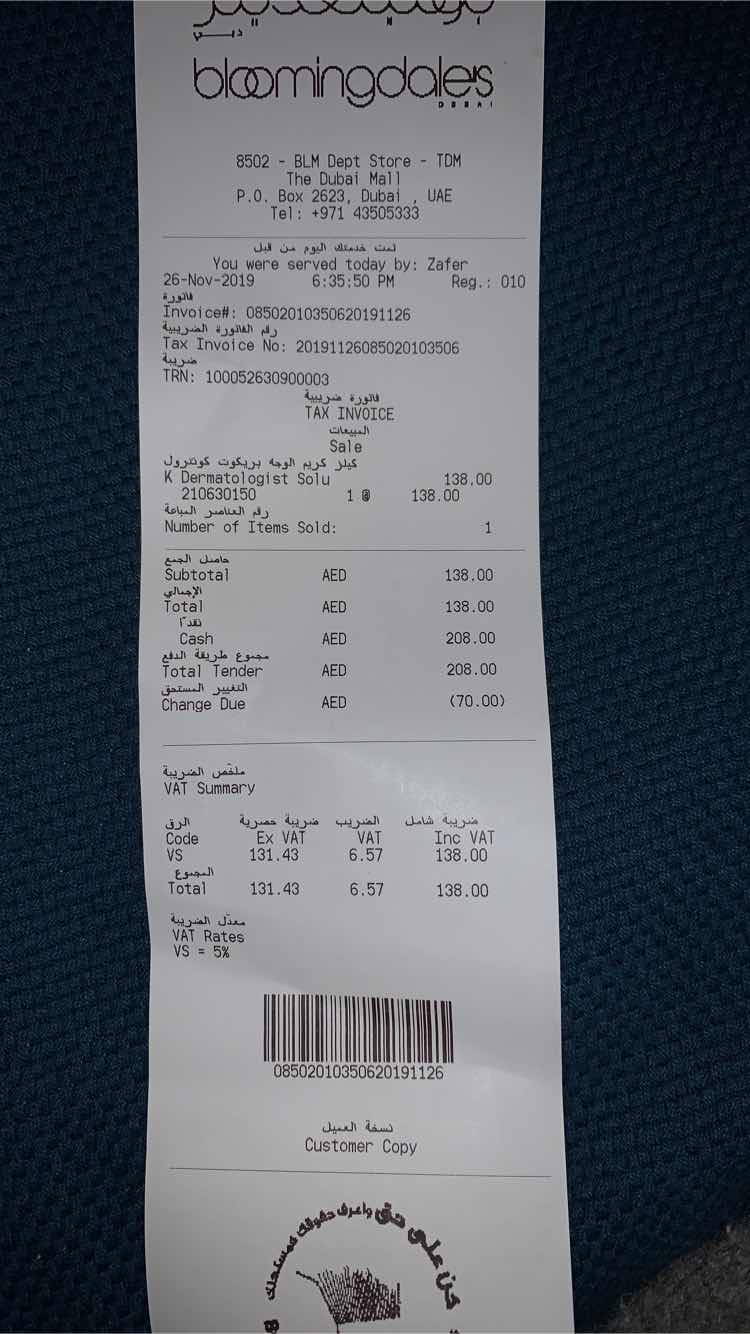 بلومينغديلز
دبي
bloomingdale's
DUBAI
8502 - BLM Dept Store - TDM
The Dubai Mall
P.O. Box 2623, Dubai , UAE
Tel: +971 43505333
تمت خدمتك اليوم من قبل
You were served today by: Zafer
26-Nov-2019 6:35:50 PM Reg.: 010
فاتورة
Invoice#: 08502010350620191126
رقم الفاتورة الضريبية
Tax Invoice No: 20191126085020103506
ضريبة
TRN: 100052630900003
فاتورة ضريبية
TAX INVOICE
المبيعات
Sale
كيلز كريم الوجه بريكوت كونترول
K Dermatologist Solu 138.00
210630150 1 @ 138.00
رقم العناصر المباعة
Number of Items Sold: 1
حاصل الجمع
Subtotal AED 138.00
الإجمالي
Total AED 138.00
نقداً
Cash AED 208.00
مجموع طريقة الدفع
Total Tender AED 208.00
التغيير المستحق
Change Due AED (70.00)
ملخّص الضريبة
VAT Summary
الرق ضريبة حصرية الضريب ضريبة شامل
Code Ex VAT VAT Inc VAT
VS 131.43 6.57 138.00
المجموع
Total 131.43 6.57 138.00
معدّل الضريبة
VAT Rates
VS = 5%
08502010350620191126
نسخة العميل
Customer Copy
كن على حق واعرف حقوقك كمستهلك